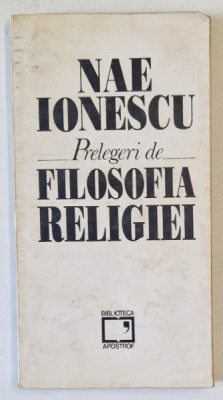 NAE
IONESCU
Prelegeri de
FILOSOFIA
RELIGIEI
BIBLIOTECA
APOSTROF